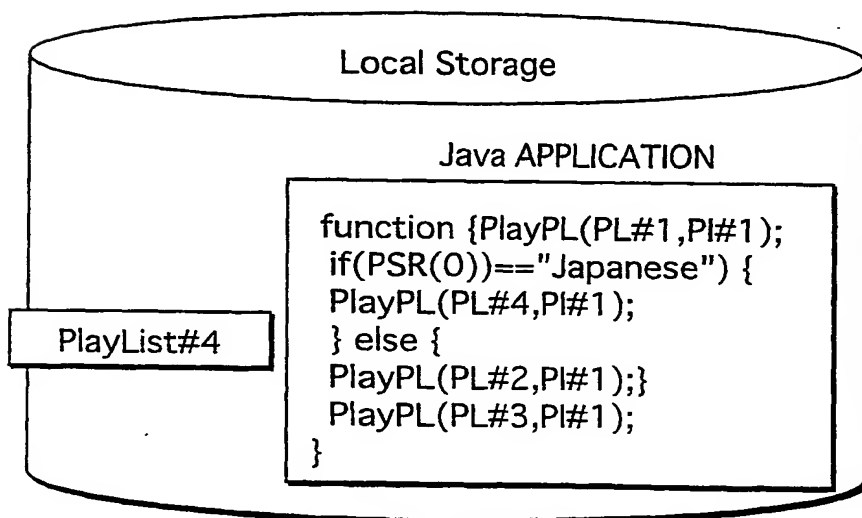 Local Storage
Java APPLICATION
function {PlayPL(PL#1,PI#1);
if(PSR(0))=="Japanese") {
PlayPL(PL#4,PI#1);
} else {
PlayPL(PL#2,PI#1);}
PlayPL(PL#3,PI#1);
}
PlayList#4